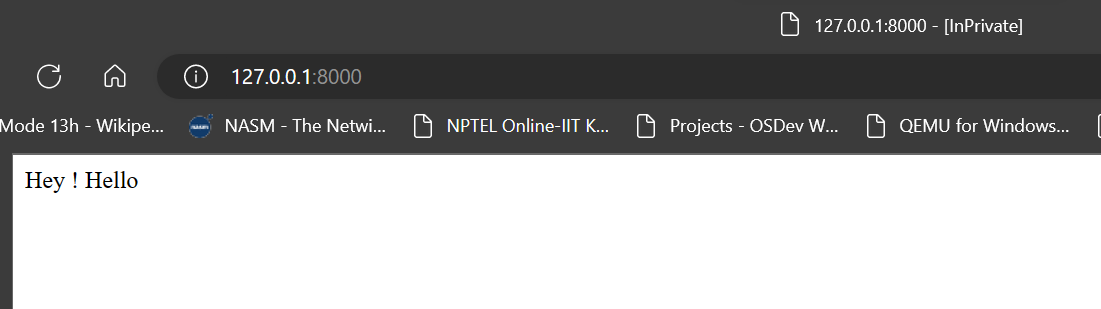 127.0.0.1:8000 - [InPrivate]
127.0.0.1:8000
Mode 13h - Wikipe... NASM - The Netwi... NPTEL Online-IIT K... Projects - OSDev W... QEMU for Windows...
Hey ! Hello